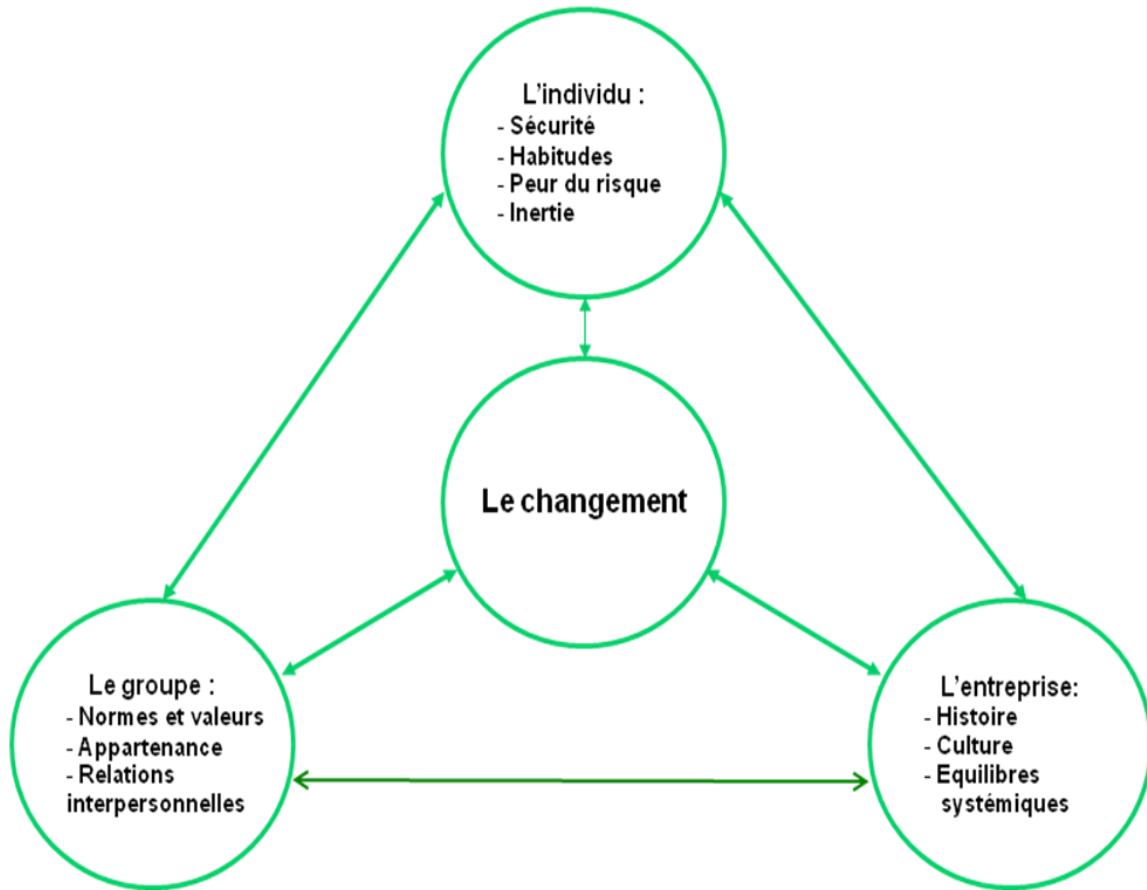 L'individu :
- Sécurité
- Habitudes
- Peur du risque
- Inertie
Le changement
Le groupe :
- Normes et valeurs
- Appartenance
- Relations
interpersonnelles
L'entreprise:
- Histoire
- Culture
- Equilibres
systémiques